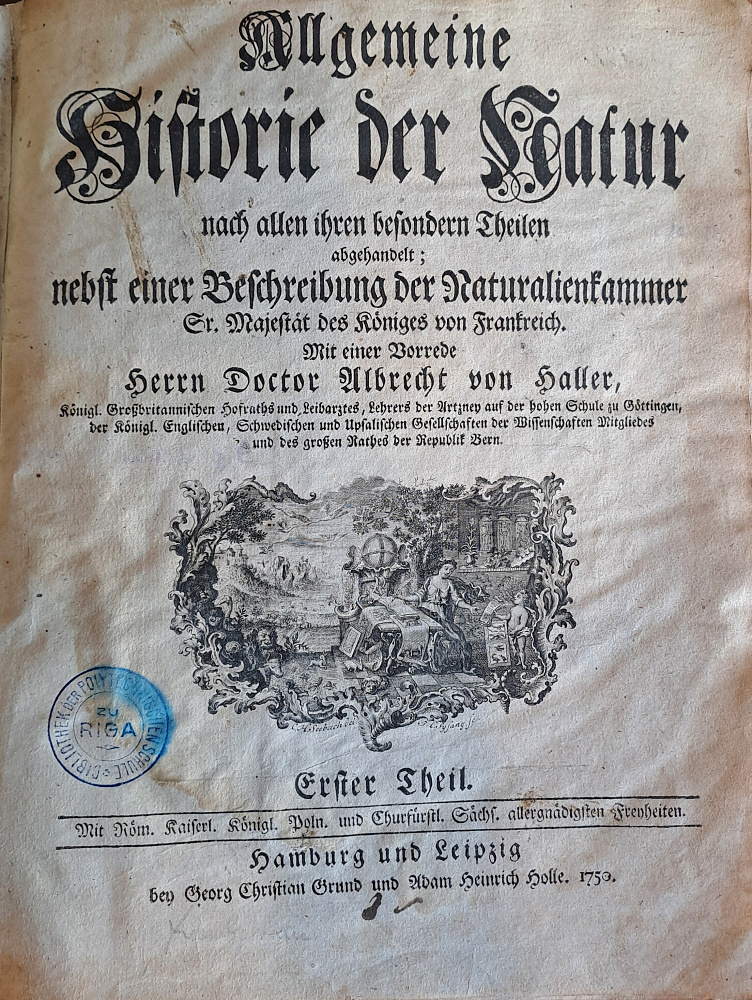 Allgemeine
Historie der Natur
nach allen ihren besondern Theilen
abgehandelt;
nebst einer Beschreibung der Naturalienkammer
Sr. Majestät des Königes von Frankreich.
Mit einer Vorrede
Herrn Doctor Albrecht von Haller,
Königl. Großbritannischen Hofraths und Leibarztes, Lehrers der Artzney auf der hohen Schule zu Göttingen,
der Königl. Englischen, Schwedischen und Upsalischen Gesellschaften der Wissenschaften Mitgliedes
und des großen Rathes der Republik Bern.
BIBLIOTHEK DER POLYTECHNISCHEN SCHULE
ZU
RIGA
Erster Theil.
Mit Röm. Kaiserl. Königl. Poln. und Churfürstl. Sächs. allergnädigsten Freyheiten.
Hamburg und Leipzig
bey Georg Christian Grund und Adam Heinrich Holle. 1750.